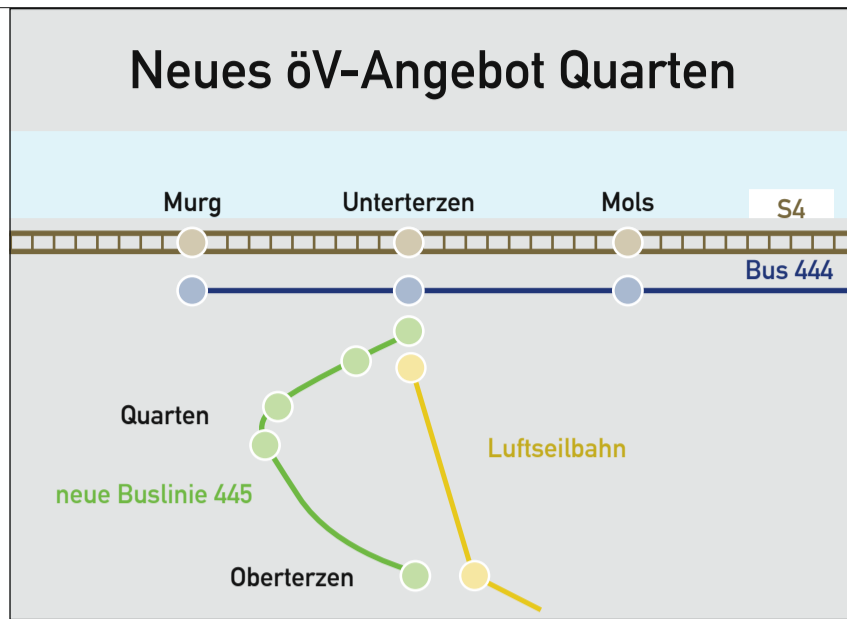 Neues öV-Angebot Quarten
Murg
Unterterzen
Mols
S4
Bus 444
Quarten
Luftseilbahn
neue Buslinie 445
Oberterzen